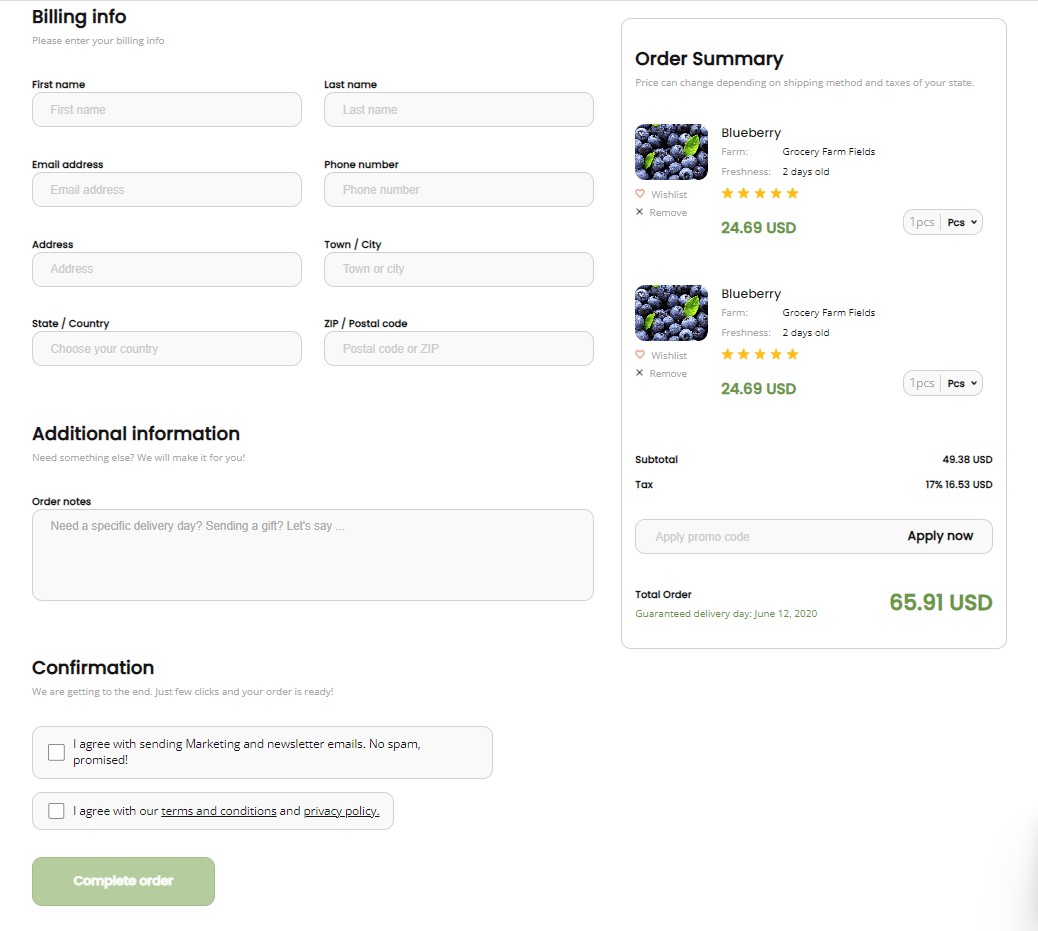 Billing info
Please enter your billing info
First name
Last name
First name
Last name
Email address
Phone number
Email address
Phone number
Address
Town / City
Address
Town or city
State / Country
ZIP / Postal code
Choose your country
Postal code or ZIP
Additional information
Need something else? We will make it for you!
Order notes
Need a specific delivery day? Sending a gift? Let's say ...
Confirmation
We are getting to the end. Just few clicks and your order is ready!
I agree with sending Marketing and newsletter emails. No spam,
promised!
I agree with our terms and conditions and privacy policy.
Complete order
Order Summary
Price can change depending on shipping method and taxes of your state.
Blueberry
Farm: Grocery Farm Fields
Freshness: 2 days old
Wishlist
Remove
24.69 USD
1pcs Pcs
Blueberry
Farm: Grocery Farm Fields
Freshness: 2 days old
Wishlist
Remove
24.69 USD
1pcs Pcs
Subtotal 49.38 USD
Tax 17% 16.53 USD
Apply promo code Apply now
Total Order
Guaranteed delivery day: June 12, 2020
65.91 USD